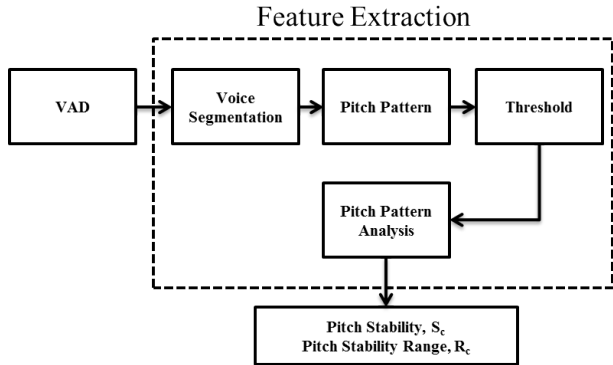 Feature Extraction
VAD
Voice
Segmentation
Pitch Pattern
Threshold
Pitch Pattern
Analysis
Pitch Stability, Sc
Pitch Stability Range, Rc